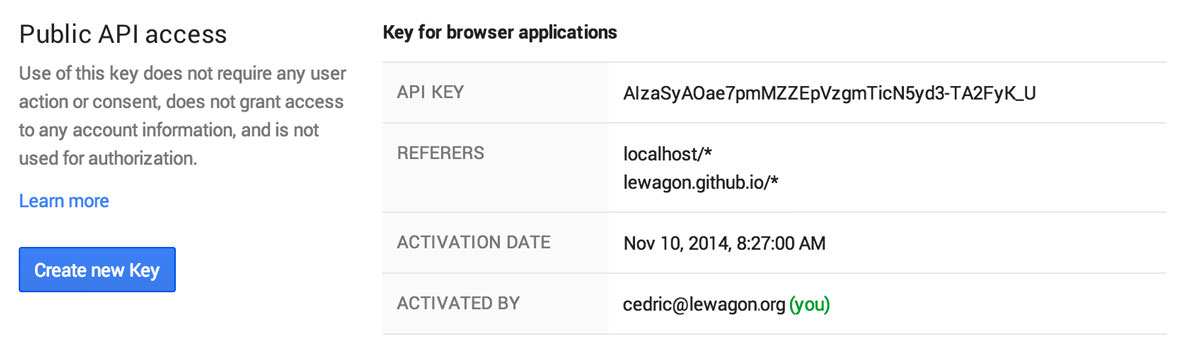 Public API access
Use of this key does not require any user
action or consent, does not grant access
to any account information, and is not
used for authorization.
Learn more
Create new Key
Key for browser applications
API KEY AIzaSyAOae7pmMZZEpVzgmTicN5yd3-TA2FyK_U
REFERERS localhost/*
lewagon.github.io/*
ACTIVATION DATE Nov 10, 2014, 8:27:00 AM
ACTIVATED BY cedric@lewagon.org (you)